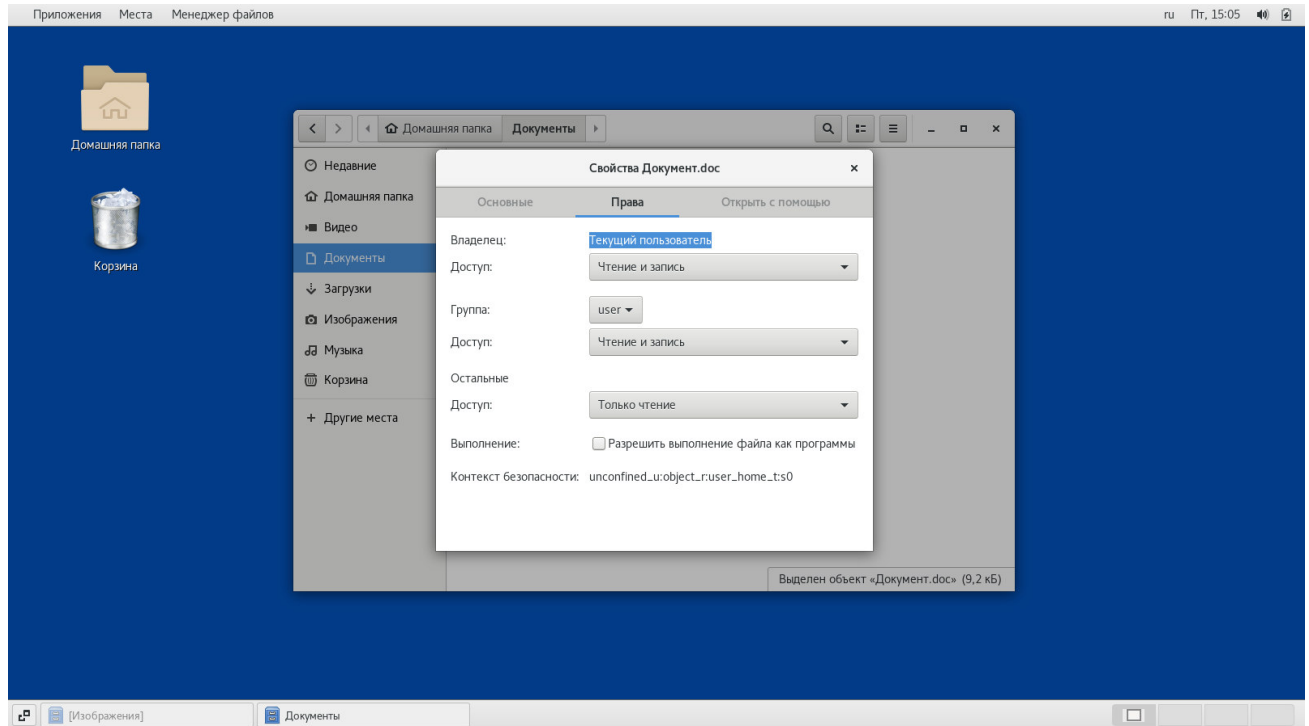 Приложения Места Менеджер файлов ru Пт, 15:05
Домашняя папка
Корзина
Домашняя папка Документы
Недавние
Домашняя папка
Видео
Документы
Загрузки
Изображения
Музыка
Корзина
+ Другие места
Свойства Документ.doc
Основные Права Открыть с помощью
Владелец: Текущий пользователь
Доступ: Чтение и запись
Группа: user
Доступ: Чтение и запись
Остальные
Доступ: Только чтение
Выполнение: Разрешить выполнение файла как программы
Контекст безопасности: unconfined_u:object_r:user_home_t:s0
Выделен объект «Документ.doc» (9,2 кБ)
[Изображения] Документы